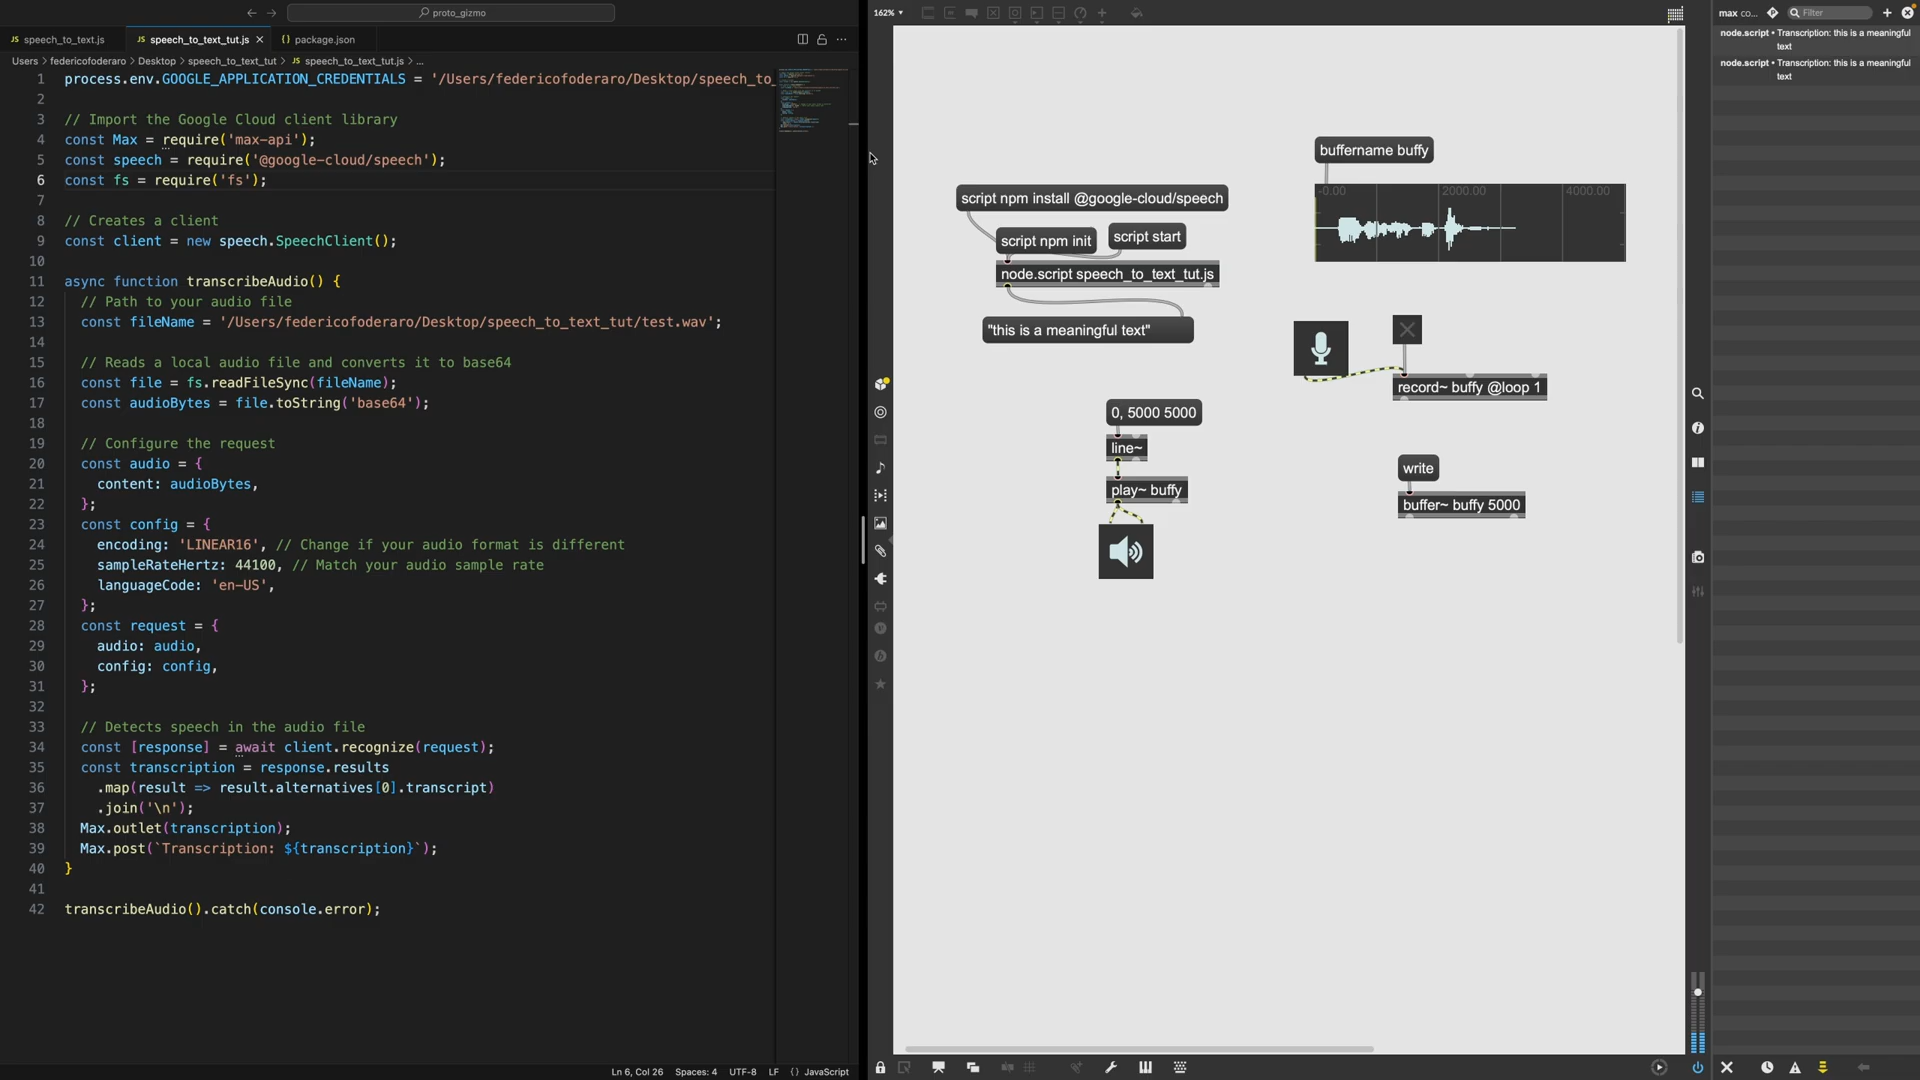 proto_gizmo
JS speech_to_text.js
JS speech_to_text_tut.js
{} package.json
Users > federicofoderaro > Desktop > speech_to_text_tut > JS speech_to_text_tut.js > ...
1 process.env.GOOGLE_APPLICATION_CREDENTIALS = '/Users/federicofoderaro/Desktop/speech_to
2
3 // Import the Google Cloud client library
4 const Max = require('max-api');
5 const speech = require('@google-cloud/speech');
6 const fs = require('fs');
7
8 // Creates a client
9 const client = new speech.SpeechClient();
10
11 async function transcribeAudio() {
12 // Path to your audio file
13 const fileName = '/Users/federicofoderaro/Desktop/speech_to_text_tut/test.wav';
14
15 // Reads a local audio file and converts it to base64
16 const file = fs.readFileSync(fileName);
17 const audioBytes = file.toString('base64');
18
19 // Configure the request
20 const audio = {
21 content: audioBytes,
22 };
23 const config = {
24 encoding: 'LINEAR16', // Change if your audio format is different
25 sampleRateHertz: 44100, // Match your audio sample rate
26 languageCode: 'en-US',
27 };
28 const request = {
29 audio: audio,
30 config: config,
31 };
32
33 // Detects speech in the audio file
34 const [response] = await client.recognize(request);
35 const transcription = response.results
36 .map(result => result.alternatives[0].transcript)
37 .join('\n');
38 Max.outlet(transcription);
39 Max.post(`Transcription: ${transcription}`);
40 }
41
42 transcribeAudio().catch(console.error);
Ln 6, Col 26 Spaces: 4 UTF-8 LF {} JavaScript
162%
buffername buffy
-0.00 2000.00 4000.00
script npm install @google-cloud/speech
script npm init
script start
node.script speech_to_text_tut.js
"this is a meaningful text"
record~ buffy @loop 1
0, 5000 5000
line~
play~ buffy
write
buffer~ buffy 5000
max co...
Filter
node.script • Transcription: this is a meaningful
text
node.script • Transcription: this is a meaningful
text